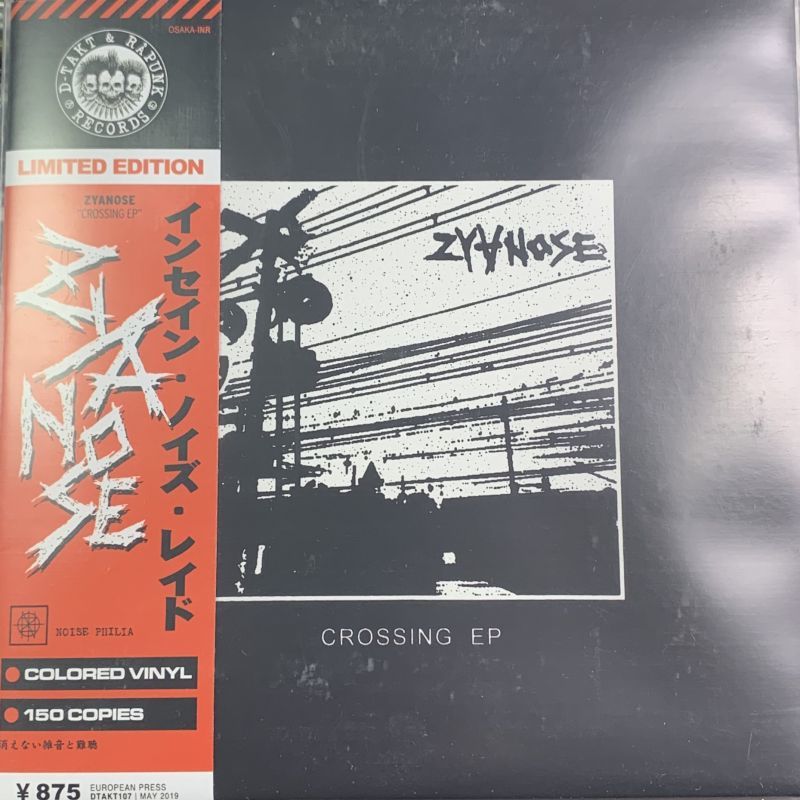 OSAKA-INR
D-TAKT & RÅPUNK
RECORDS
LIMITED EDITION
ZYANOSE
"CROSSING EP"
インセイン・ノイズ・レイド
ZYANOSE
NOISE PHILIA
COLORED VINYL
150 COPIES
消えない雑音と難聴
¥ 875
EUROPEAN PRESS
DTAKT107 | MAY 2019
ZYANOSE
CROSSING EP